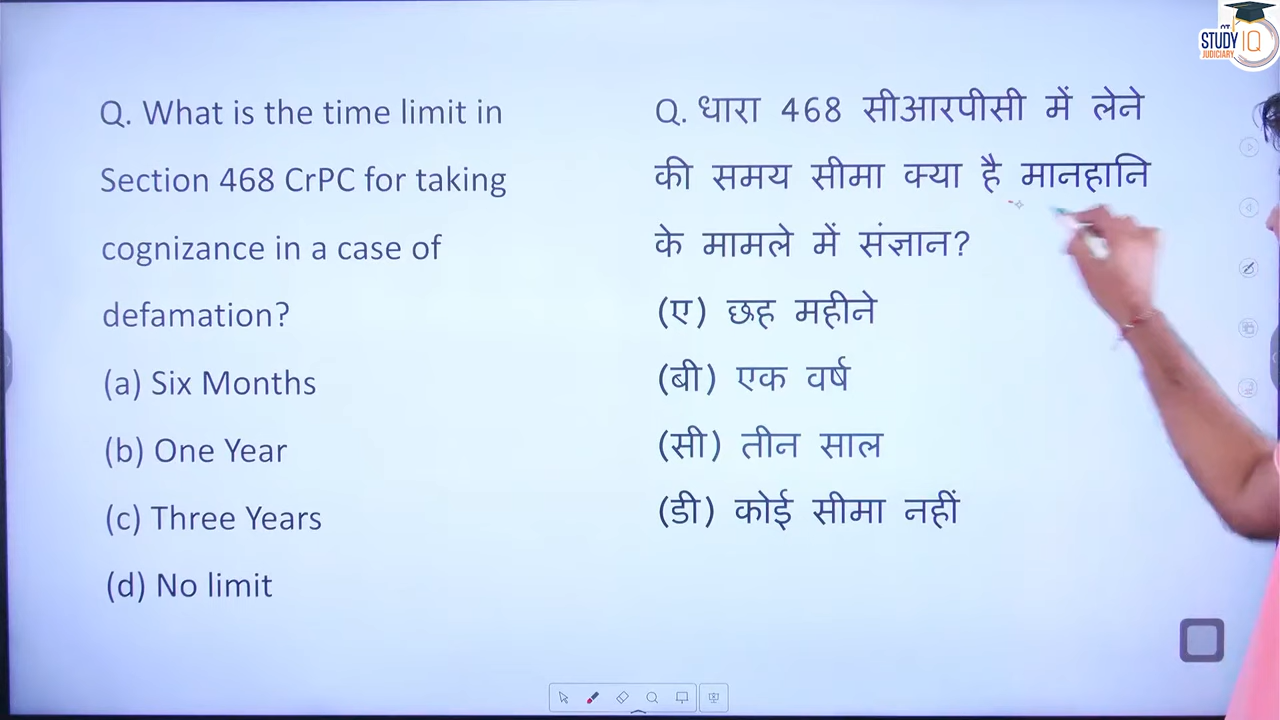 Q. What is the time limit in
Section 468 CrPC for taking
cognizance in a case of
defamation?
(a) Six Months
(b) One Year
(c) Three Years
(d) No limit
Q. धारा 468 सीआरपीसी में लेने
की समय सीमा क्या है मानहानि
के मामले में संज्ञान?
(ए) छह महीने
(बी) एक वर्ष
(सी) तीन साल
(डी) कोई सीमा नहीं
STUDY IQ
JUDICIARY